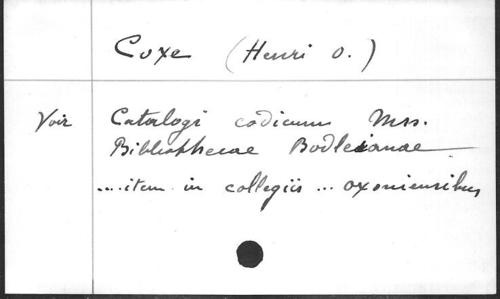 Coxe (Henri O.)
Voir Catalogi codicum Mss.
Bibliothecae Bodleianae
.... item in collegiis ... oxoniensibus